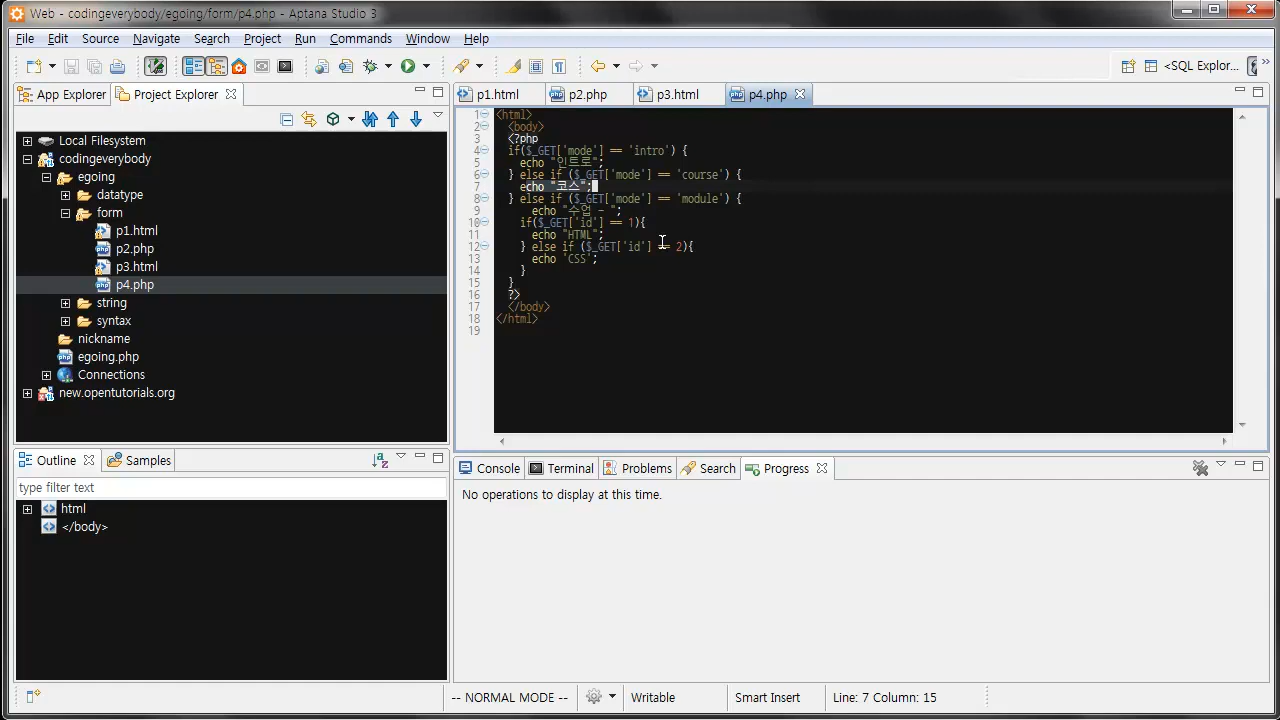 Web - codingeverybody/egoing/form/p4.php - Aptana Studio 3
File Edit Source Navigate Search Project Run Commands Window Help
<SQL Explor...
App Explorer Project Explorer
Local Filesystem
codingeverybody
egoing
datatype
form
p1.html
p2.php
p3.html
p4.php
string
syntax
nickname
egoing.php
Connections
new.opentutorials.org
p1.html p2.php p3.html p4.php
1 <html>
2 <body>
3 <?php
4 if($_GET['mode'] == 'intro') {
5 echo "인트로";
6 } else if ($_GET['mode'] == 'course') {
7 echo "코스";
8 } else if ($_GET['mode'] == 'module') {
9 echo "수업 - ";
10 if($_GET['id'] == 1){
11 echo "HTML";
12 } else if ($_GET['id'] == 2){
13 echo 'CSS';
14 }
15 }
16 ?>
17 </body>
18 </html>
19
Outline Samples
type filter text
html
</body>
Console Terminal Problems Search Progress
No operations to display at this time.
-- NORMAL MODE -- Writable Smart Insert Line: 7 Column: 15